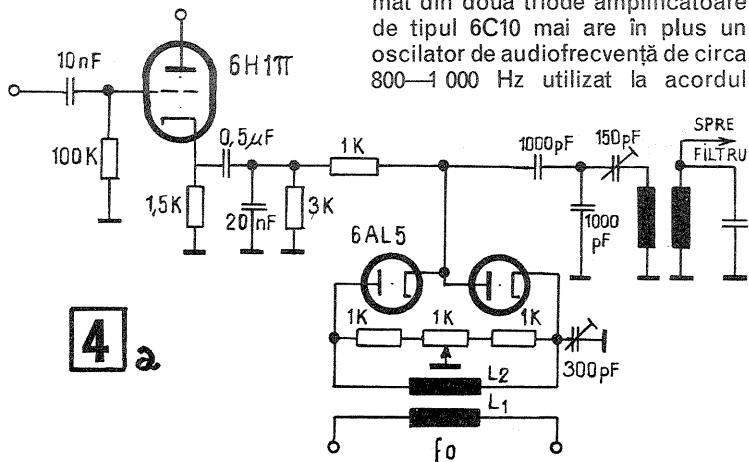 mat din două triode amplificatoare
de tipul 6C10 mai are în plus un
oscilator de audiofrecvență de circa
800—1 000 Hz utilizat la acordul
10nF
6H1π
100K
1,5K
0,5μF
20nF
3K
1K
1000pF
150pF
SPRE
FILTRU
1000
pF
6AL5
1K
1K
1K
300pF
L2
L1
fo
4 a